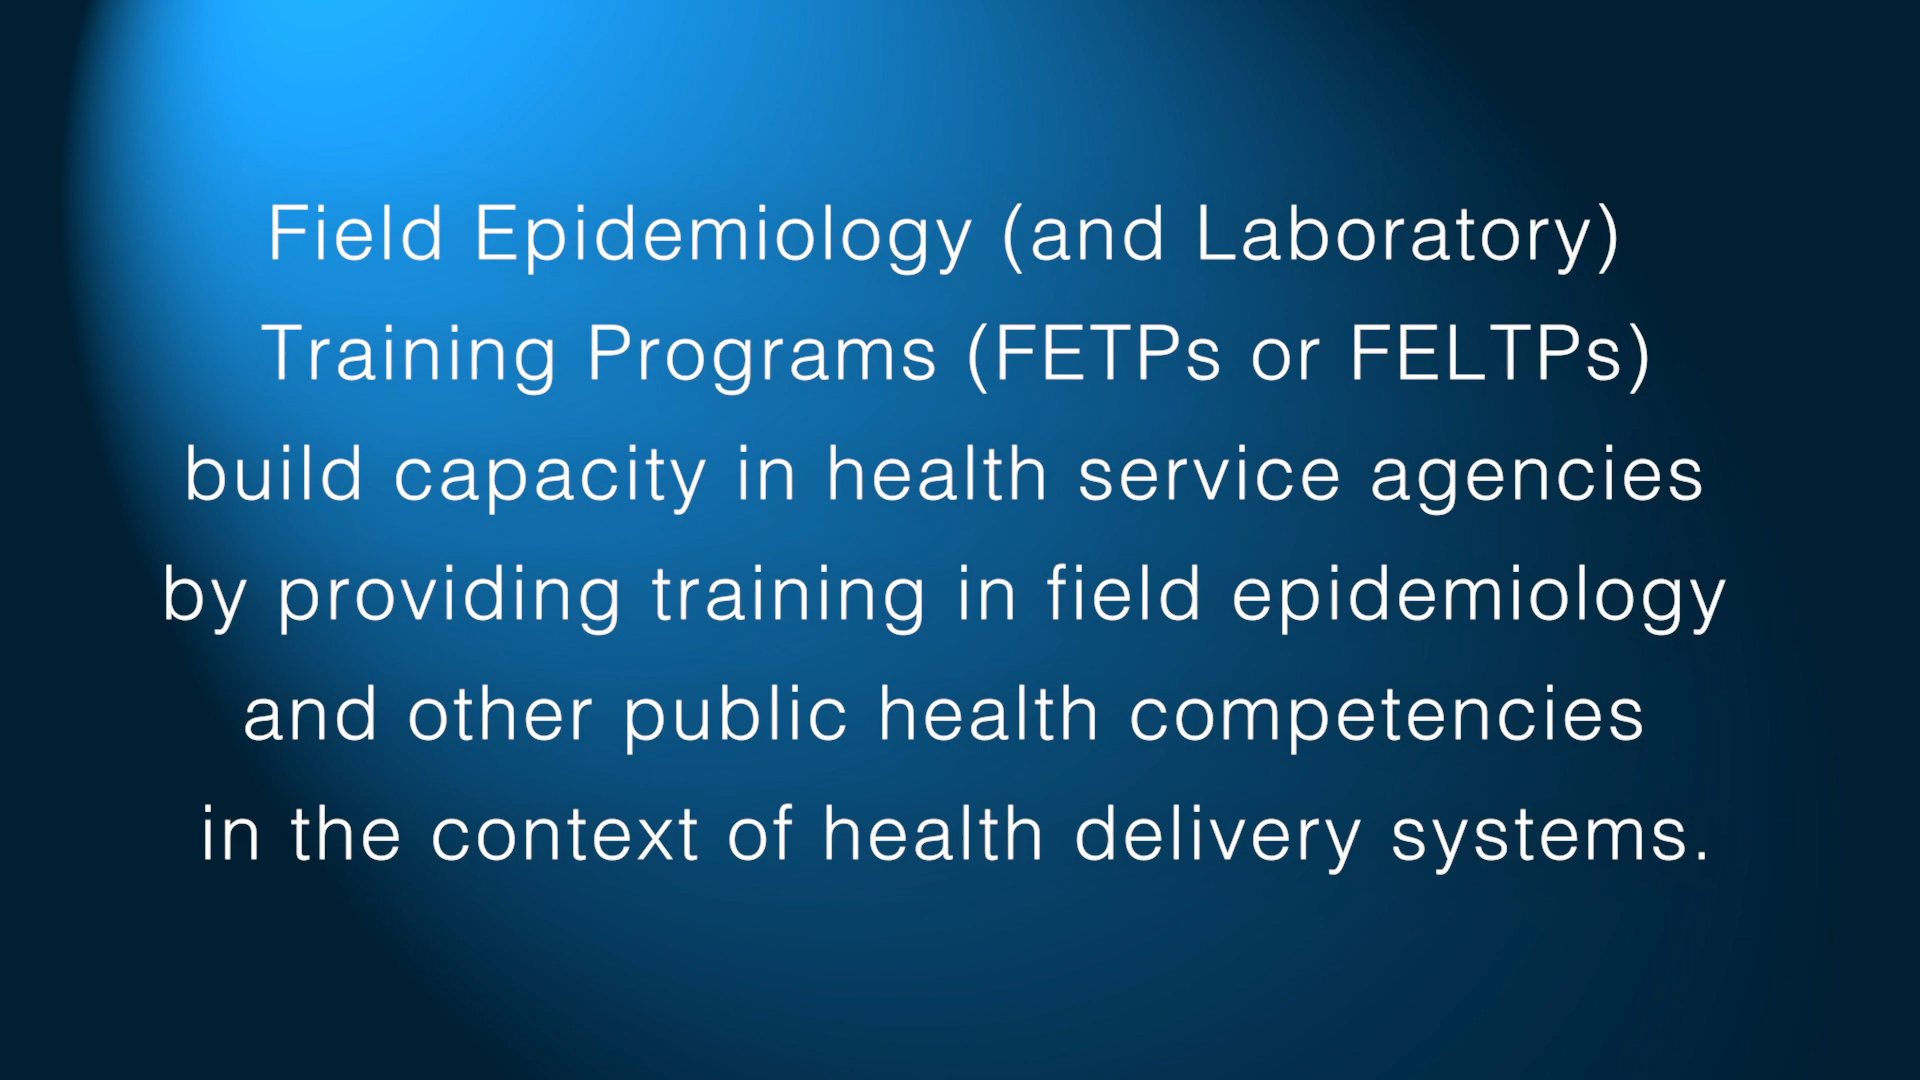 Field Epidemiology (and Laboratory)
Training Programs (FETPs or FELTPs)
build capacity in health service agencies
by providing training in field epidemiology
and other public health competencies
in the context of health delivery systems.